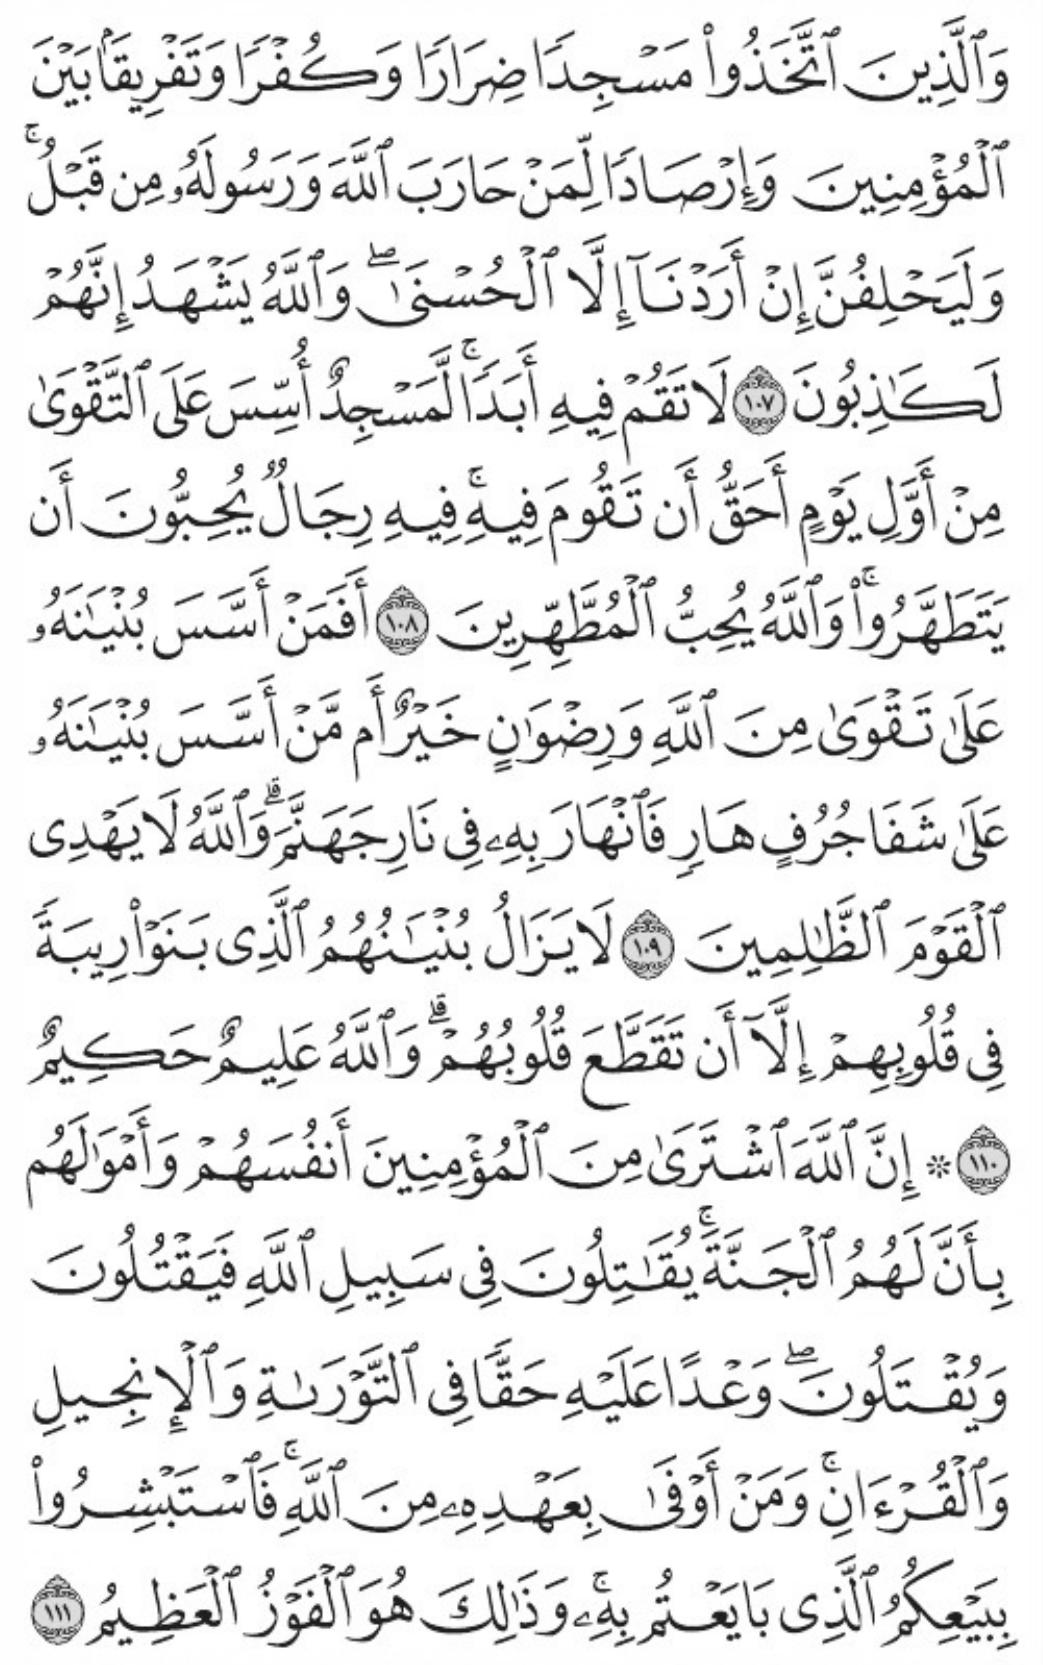 وَٱلَّذِينَ ٱتَّخَذُوا۟ مَسْجِدًا ضِرَارًا وَكُفْرًا وَتَفْرِيقًۢا بَيْنَ
ٱلْمُؤْمِنِينَ وَإِرْصَادًا لِّمَنْ حَارَبَ ٱللَّهَ وَرَسُولَهُۥ مِن قَبْلُ ۚ
وَلَيَحْلِفُنَّ إِنْ أَرَدْنَآ إِلَّا ٱلْحُسْنَىٰ ۖ وَٱللَّهُ يَشْهَدُ إِنَّهُمْ
لَكَـٰذِبُونَ ١٠٧ لَا تَقُمْ فِيهِ أَبَدًا ۚ لَّمَسْجِدٌ أُسِّسَ عَلَى ٱلتَّقْوَىٰ
مِنْ أَوَّلِ يَوْمٍ أَحَقُّ أَن تَقُومَ فِيهِ ۚ فِيهِ رِجَالٌ يُحِبُّونَ أَن
يَتَطَهَّرُوا۟ ۚ وَٱللَّهُ يُحِبُّ ٱلْمُطَّهِّرِينَ ١٠٨ أَفَمَنْ أَسَّسَ بُنْيَـٰنَهُۥ
عَلَىٰ تَقْوَىٰ مِنَ ٱللَّهِ وَرِضْوَٰنٍ خَيْرٌ أَم مَّنْ أَسَّسَ بُنْيَـٰنَهُۥ
عَلَىٰ شَفَا جُرُفٍ هَارٍ فَٱنْهَارَ بِهِۦ فِى نَارِ جَهَنَّمَ ۗ وَٱللَّهُ لَا يَهْدِى
ٱلْقَوْمَ ٱلظَّـٰلِمِينَ ١٠٩ لَا يَزَالُ بُنْيَـٰنُهُمُ ٱلَّذِى بَنَوْا۟ رِيبَةً
فِى قُلُوبِهِمْ إِلَّآ أَن تَقَطَّعَ قُلُوبُهُمْ ۗ وَٱللَّهُ عَلِيمٌ حَكِيمٌ
١١٠ ۞ إِنَّ ٱللَّهَ ٱشْتَرَىٰ مِنَ ٱلْمُؤْمِنِينَ أَنفُسَهُمْ وَأَمْوَٰلَهُم
بِأَنَّ لَهُمُ ٱلْجَنَّةَ ۚ يُقَـٰتِلُونَ فِى سَبِيلِ ٱللَّهِ فَيَقْتُلُونَ
وَيُقْتَلُونَ ۖ وَعْدًا عَلَيْهِ حَقًّا فِى ٱلتَّوْرَىٰةِ وَٱلْإِنجِيلِ
وَٱلْقُرْءَانِ ۚ وَمَنْ أَوْفَىٰ بِعَهْدِهِۦ مِنَ ٱللَّهِ ۚ فَٱسْتَبْشِرُوا۟
بِبَيْعِكُمُ ٱلَّذِى بَايَعْتُم بِهِۦ ۚ وَذَٰلِكَ هُوَ ٱلْفَوْزُ ٱلْعَظِيمُ ١١١